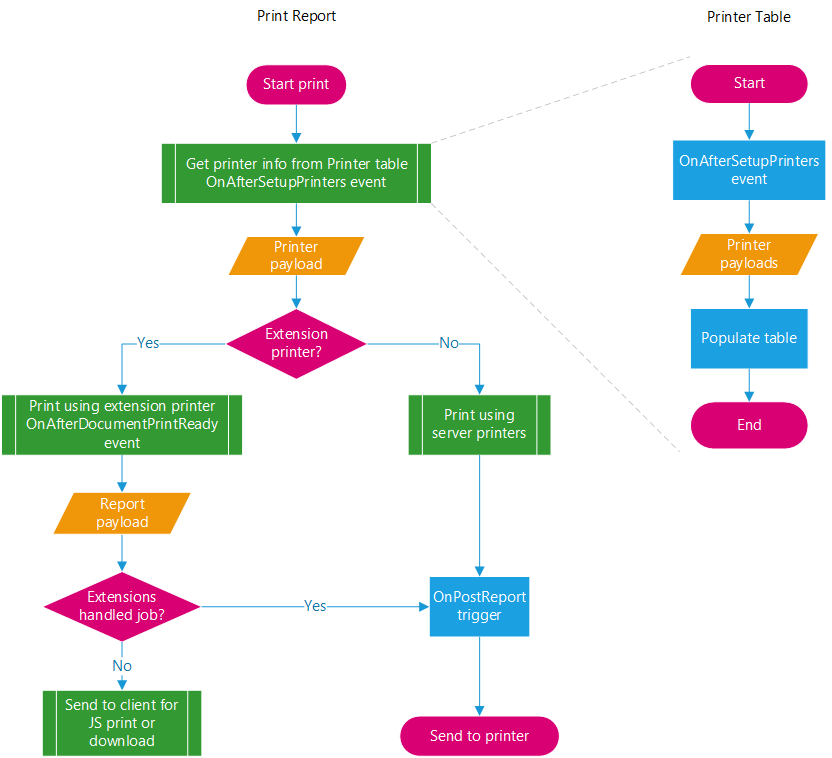 Print Report
Start print
Get printer info from Printer table
OnAfterSetupPrinters event
Printer
payload
Extension
printer?
Yes
No
Print using extension printer
OnAfterDocumentPrintReady
event
Print using
server printers
Report
payload
Extensions
handled job?
Yes
OnPostReport
trigger
No
Send to client for
JS print or
download
Send to printer
Printer Table
Start
OnAfterSetupPrinters
event
Printer
payloads
Populate table
End